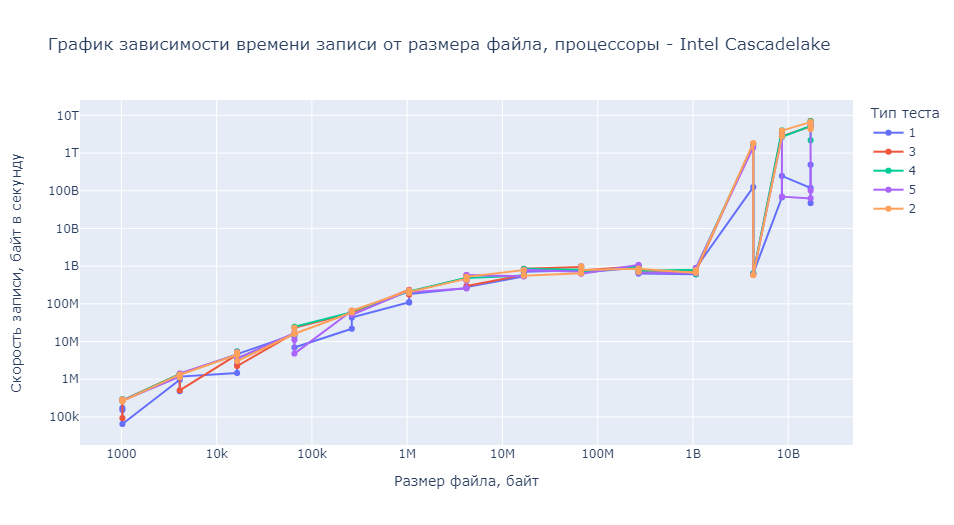 График зависимости времени записи от размера файла, процессоры - Intel Cascadelake
Скорость записи, байт в секунду
10T
1T
100B
10B
1B
100M
10M
1M
100k
1000
10k
100k
1M
10M
100M
1B
10B
Размер файла, байт
Тип теста
1
3
4
5
2